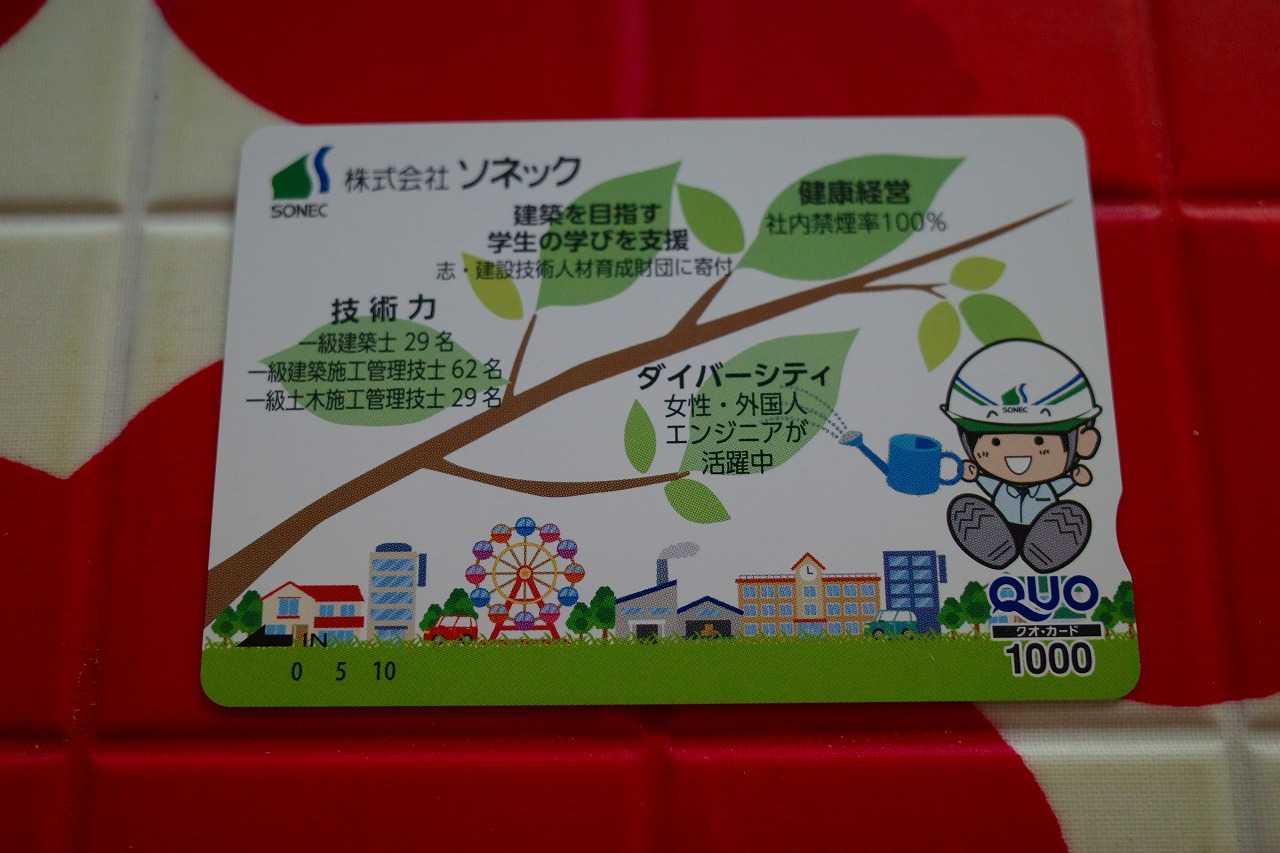 SONEC
株式会社 ソネック
建築を目指す
学生の学びを支援
志・建設技術人材育成財団に寄付
健康経営
社内禁煙率100%
技術力
一級建築士 29名
一級建築施工管理技士 62名
一級土木施工管理技士 29名
ダイバーシティ
女性・外国人
エンジニアが
活躍中
SONEC
QUO
クオ・カード
1000
IN
0 5 10